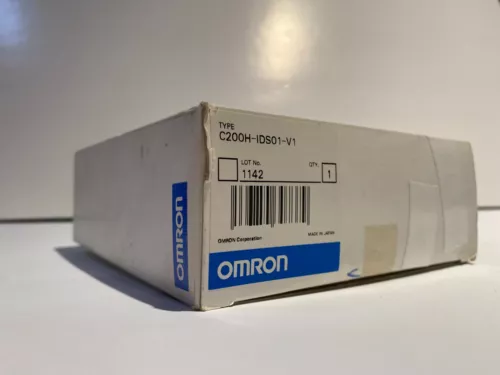 TYPE
C200H-IDS01-V1
LOT No. QTY.
1142 1
OMRON Corporation MADE IN JAPAN
OMRON
OMRON